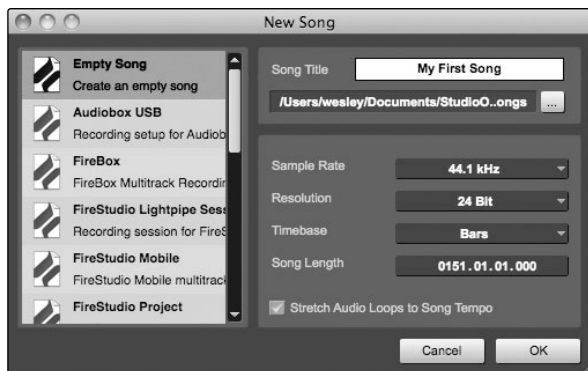 New Song
Empty Song
Create an empty song
Audiobox USB
Recording setup for Audiob
FireBox
FireBox Multitrack Recordin
FireStudio Lightpipe Sess
Recording session for FireS
FireStudio Mobile
FireStudio Mobile multitrack
FireStudio Project
Song Title
My First Song
/Users/wesley/Documents/StudioO..ongs
...
Sample Rate
44.1 kHz
Resolution
24 Bit
Timebase
Bars
Song Length
0151.01.01.000
Stretch Audio Loops to Song Tempo
Cancel
OK